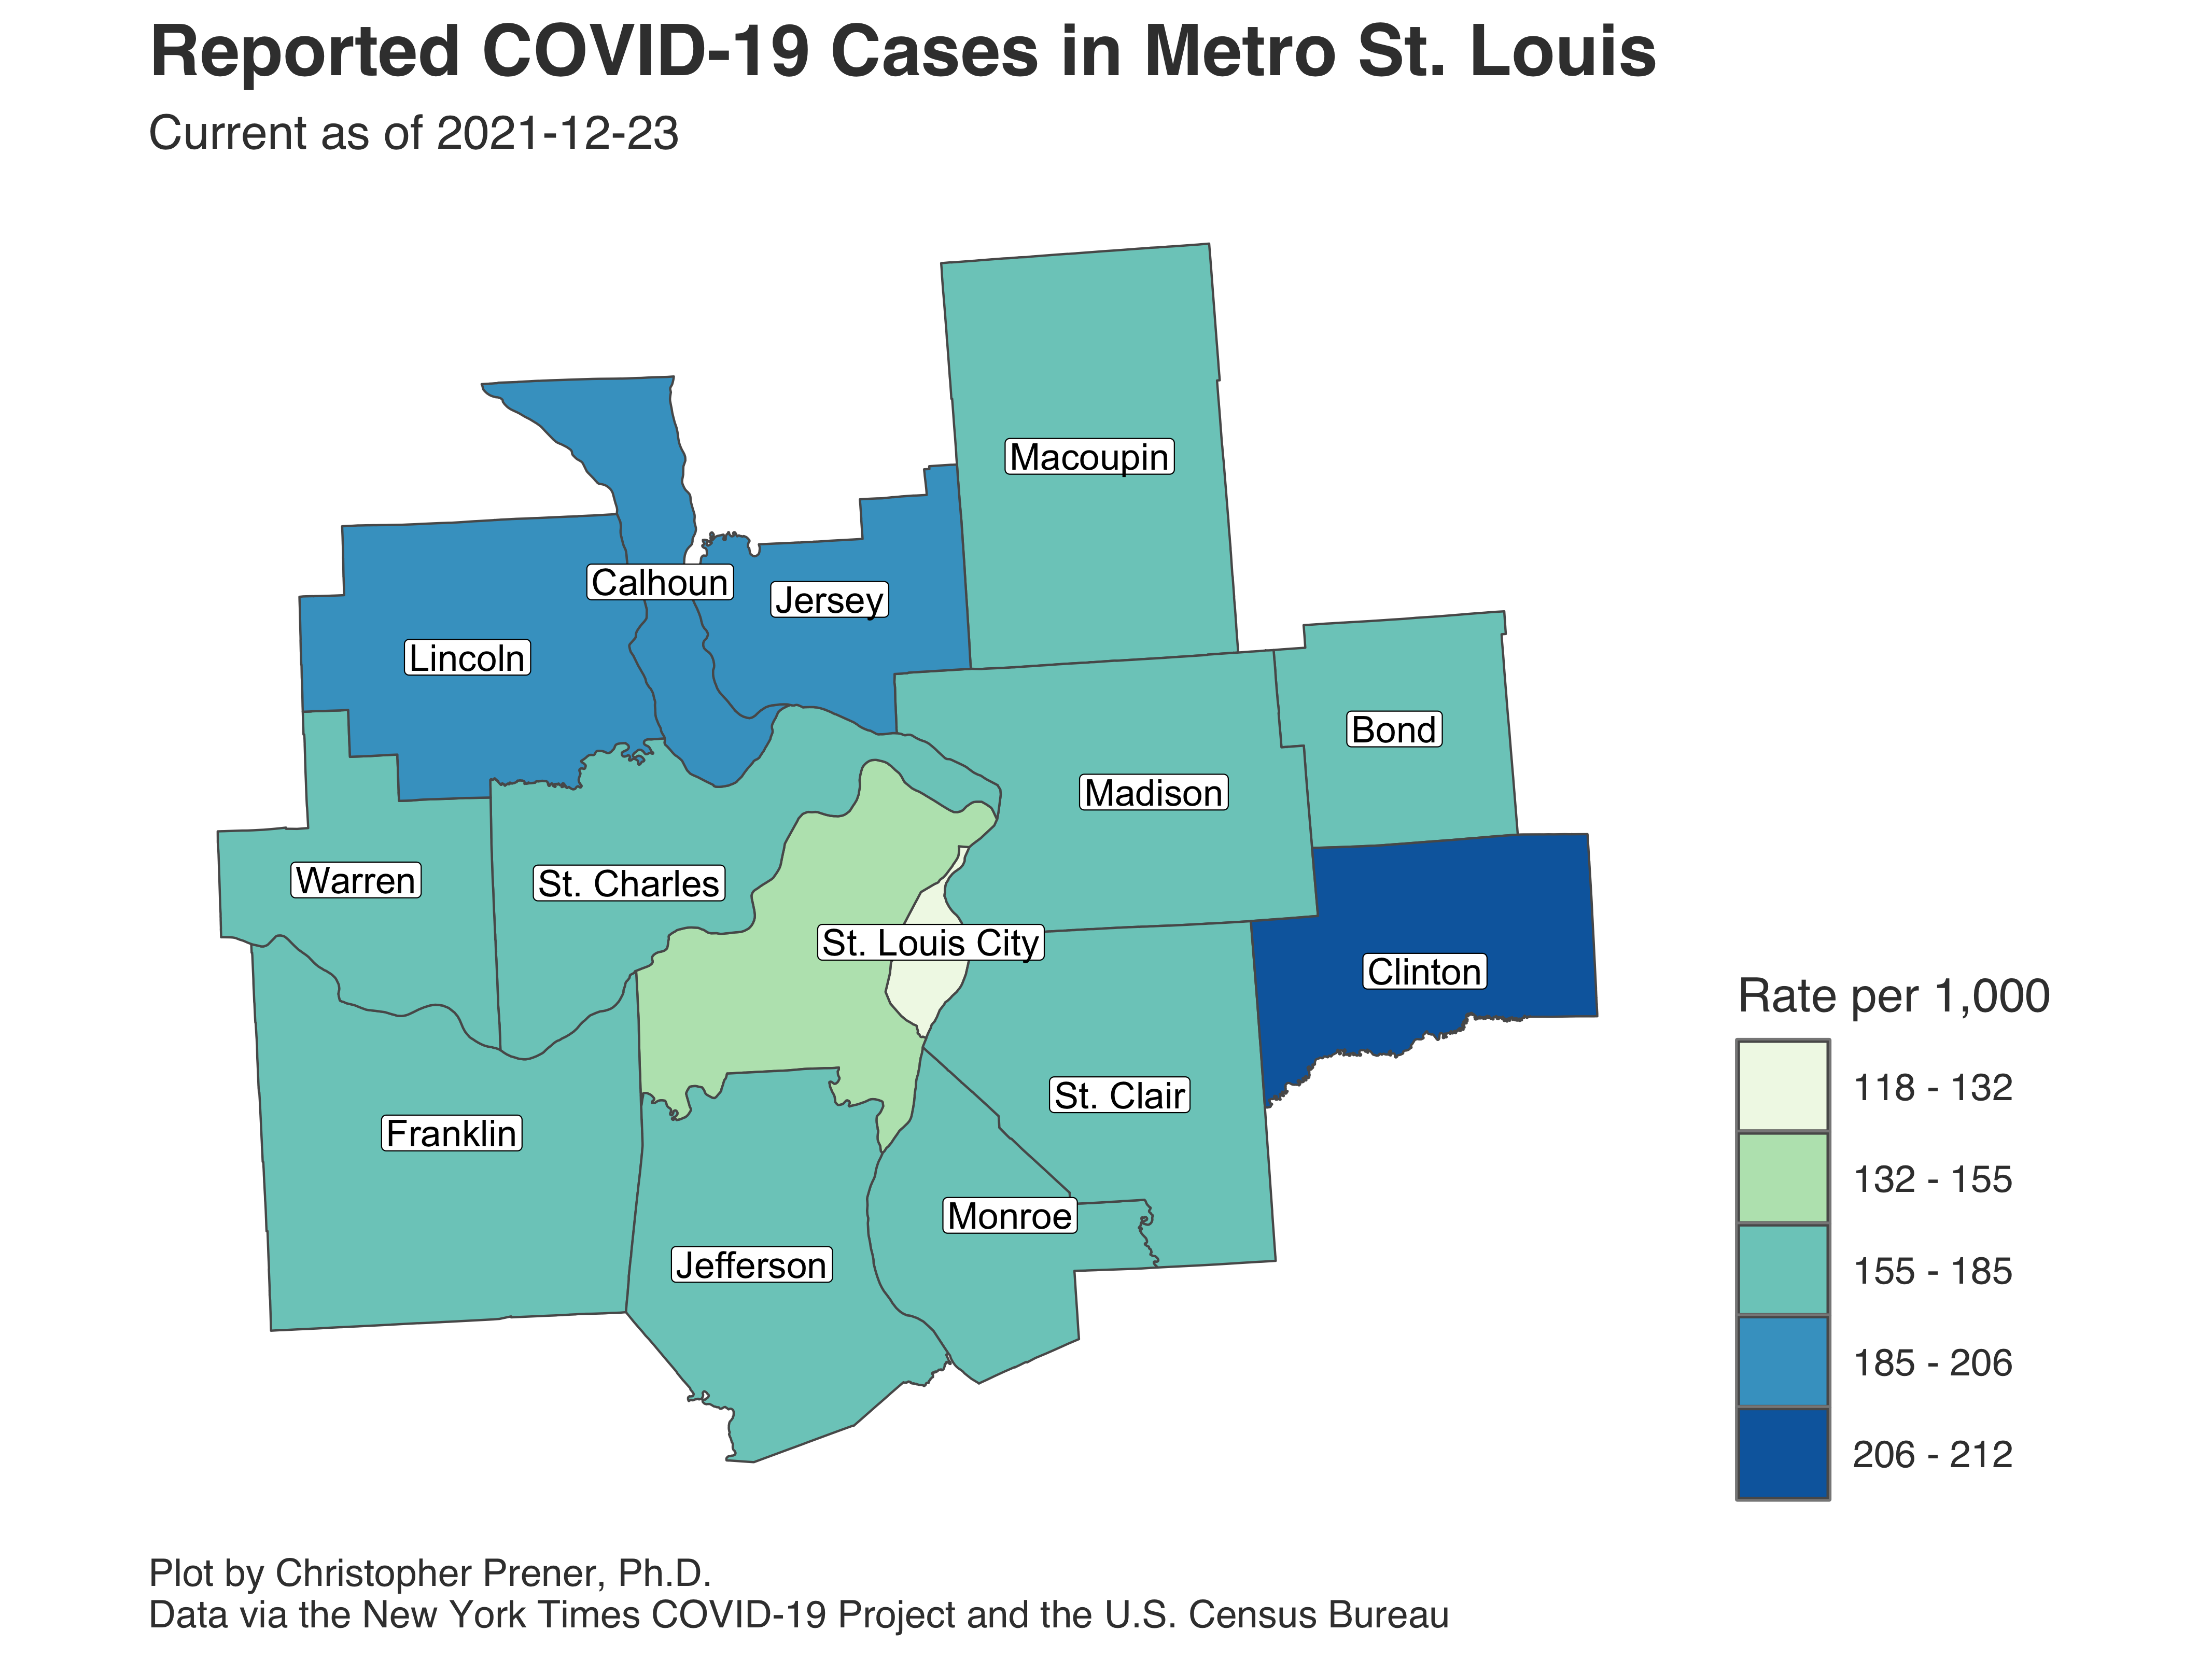 Reported COVID-19 Cases in Metro St. Louis
Current as of 2021-12-23
Macoupin
Calhoun
Jersey
Lincoln
Bond
Madison
Warren
St. Charles
St. Louis City
Clinton
St. Clair
Franklin
Monroe
Jefferson
Rate per 1,000
118 - 132
132 - 155
155 - 185
185 - 206
206 - 212
Plot by Christopher Prener, Ph.D.
Data via the New York Times COVID-19 Project and the U.S. Census Bureau